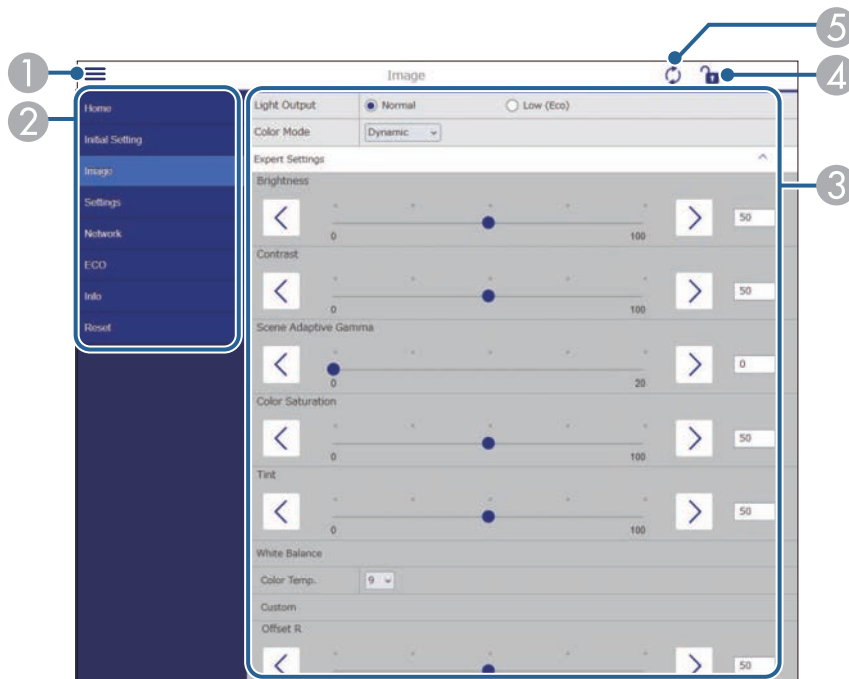 5
1
Image
4
2
Home
Light Output
Normal
Low (Eco)
Initial Setting
Color Mode
Dynamic
Image
Expert Settings
3
Brightness
Settings
50
0
100
Network
Contrast
ECO
Info
50
0
100
Reset
Scene Adaptive Gamma
0
0
20
Color Saturation
50
0
100
Tint
50
0
100
White Balance
Color Temp.
9
Custom
Offset R
50